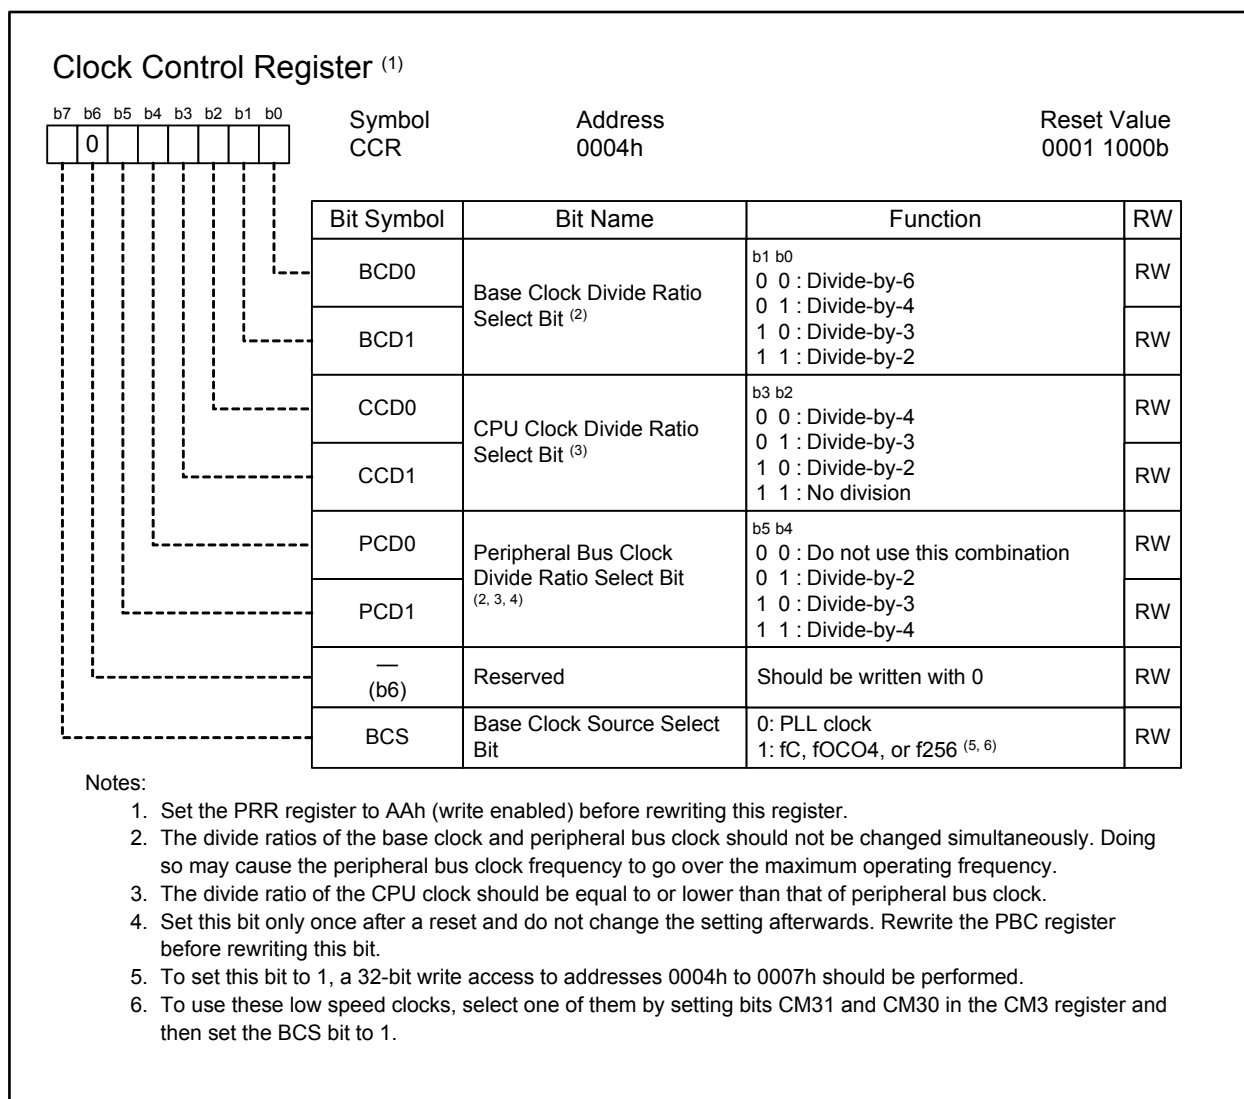 Clock Control Register (1)
b7 b6 b5 b4 b3 b2 b1 b0
0
Symbol Address Reset Value
CCR 0004h 0001 1000b
Bit Symbol Bit Name Function RW
BCD0
BCD1
Base Clock Divide Ratio
Select Bit (2)
b1 b0
0 0 : Divide-by-6
0 1 : Divide-by-4
1 0 : Divide-by-3
1 1 : Divide-by-2
RW
RW
CCD0
CCD1
CPU Clock Divide Ratio
Select Bit (3)
b3 b2
0 0 : Divide-by-4
0 1 : Divide-by-3
1 0 : Divide-by-2
1 1 : No division
RW
RW
PCD0
PCD1
Peripheral Bus Clock
Divide Ratio Select Bit
(2, 3, 4)
b5 b4
0 0 : Do not use this combination
0 1 : Divide-by-2
1 0 : Divide-by-3
1 1 : Divide-by-4
RW
RW
—
(b6)
Reserved
Should be written with 0
RW
BCS
Base Clock Source Select
Bit
0: PLL clock
1: fC, fOCO4, or f256 (5, 6)
RW
Notes:
1. Set the PRR register to AAh (write enabled) before rewriting this register.
2. The divide ratios of the base clock and peripheral bus clock should not be changed simultaneously. Doing
so may cause the peripheral bus clock frequency to go over the maximum operating frequency.
3. The divide ratio of the CPU clock should be equal to or lower than that of peripheral bus clock.
4. Set this bit only once after a reset and do not change the setting afterwards. Rewrite the PBC register
before rewriting this bit.
5. To set this bit to 1, a 32-bit write access to addresses 0004h to 0007h should be performed.
6. To use these low speed clocks, select one of them by setting bits CM31 and CM30 in the CM3 register and
then set the BCS bit to 1.